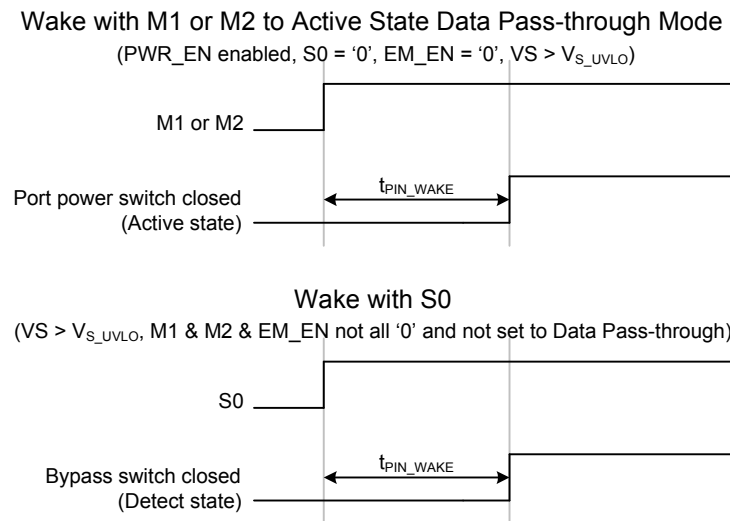 Wake with M1 or M2 to Active State Data Pass-through Mode
(PWR_EN enabled, S0 = ‘0’, EM_EN = ‘0’, VS > VS_UVLO)
M1 or M2
tPIN_WAKE
Port power switch closed
(Active state)
Wake with S0
(VS > VS_UVLO, M1 & M2 & EM_EN not all ‘0’ and not set to Data Pass-through)
S0
tPIN_WAKE
Bypass switch closed
(Detect state)